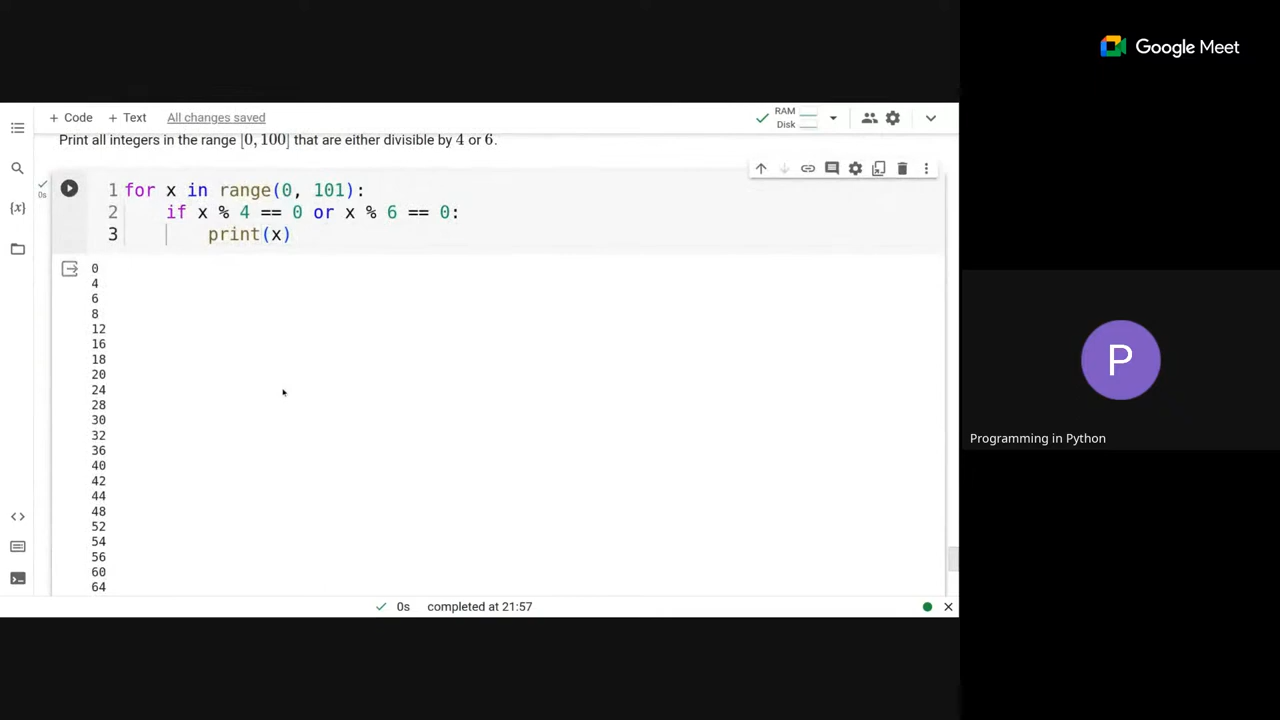 Google Meet
+ Code + Text All changes saved RAM Disk
Print all integers in the range [0, 100] that are either divisible by 4 or 6.
{x}
0s
1 for x in range(0, 101):
2 if x % 4 == 0 or x % 6 == 0:
3 print(x)
0
4
6
8
12
16
18
20
24
28
30
32
36
40
42
44
48
52
54
56
60
64
P
Programming in Python
0s completed at 21:57